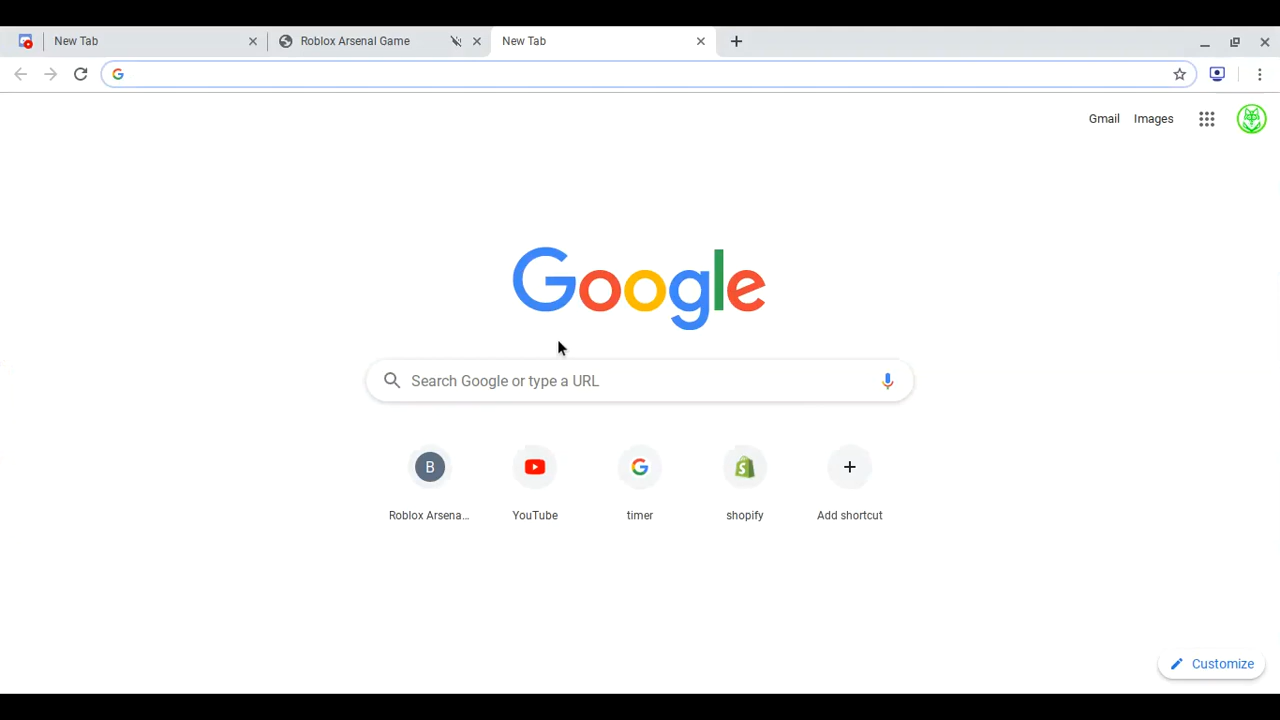 New Tab
Roblox Arsenal Game
New Tab
Gmail
Images
Google
Search Google or type a URL
B
Roblox Arsena...
YouTube
timer
shopify
Add shortcut
Customize